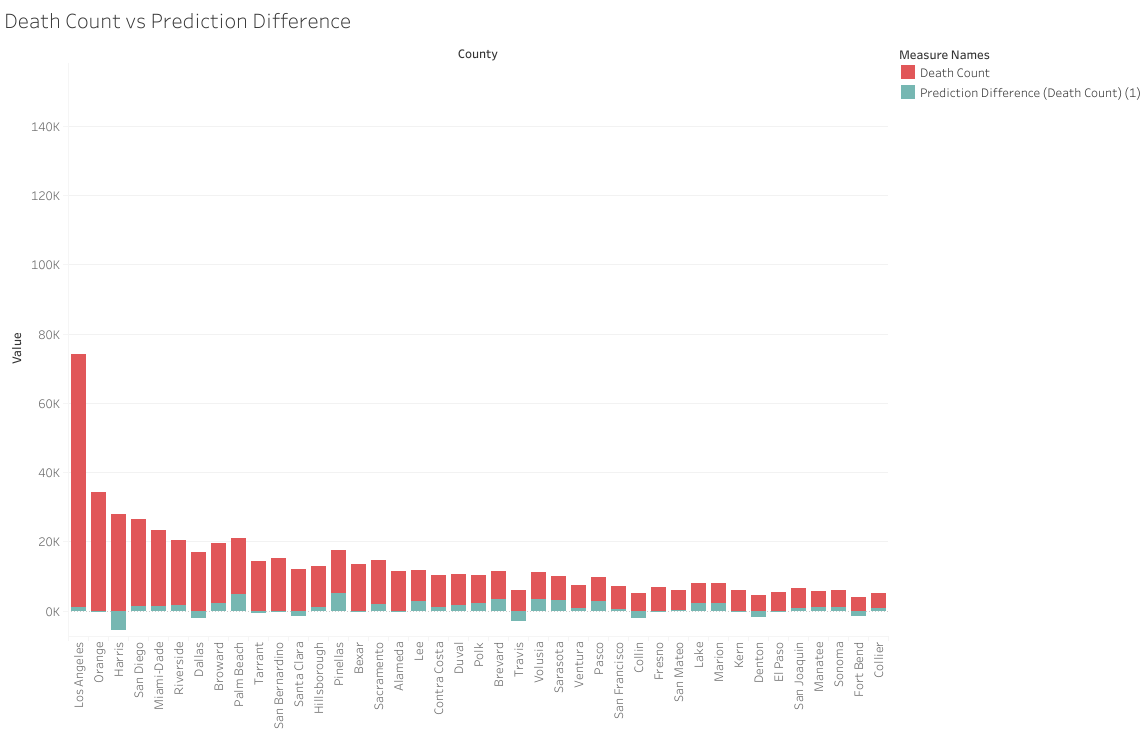 Death Count vs Prediction Difference
County
Measure Names
Death Count
Prediction Difference (Death Count) (1)
Value
140K
120K
100K
80K
60K
40K
20K
0K
Los Angeles
Orange
Harris
San Diego
Miami-Dade
Riverside
Dallas
Broward
Palm Beach
Tarrant
San Bernardino
Santa Clara
Hillsborough
Pinellas
Bexar
Sacramento
Alameda
Lee
Contra Costa
Duval
Polk
Brevard
Travis
Volusia
Sarasota
Ventura
Pasco
San Francisco
Collin
Fresno
San Mateo
Lake
Marion
Kern
Denton
El Paso
San Joaquin
Manatee
Sonoma
Fort Bend
Collier